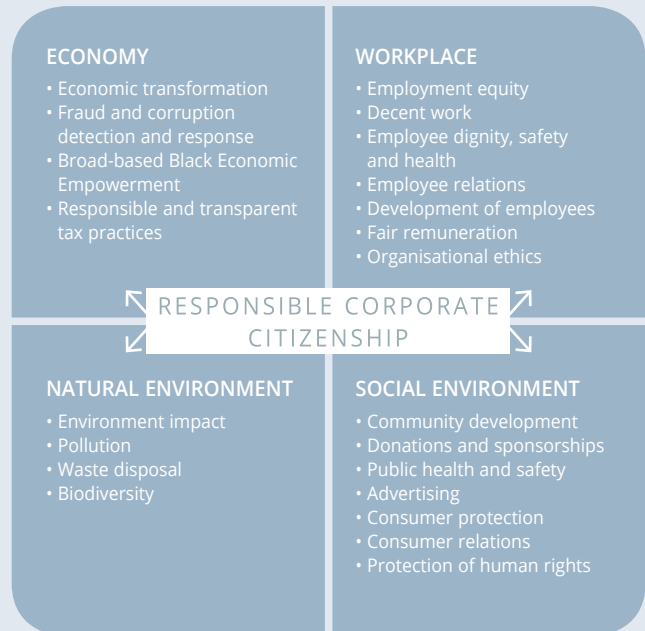 ECONOMY
• Economic transformation
• Fraud and corruption
detection and response
• Broad-based Black Economic
Empowerment
• Responsible and transparent
tax practices
WORKPLACE
• Employment equity
• Decent work
• Employee dignity, safety
and health
• Employee relations
• Development of employees
• Fair remuneration
• Organisational ethics
RESPONSIBLE CORPORATE
CITIZENSHIP
NATURAL ENVIRONMENT
• Environment impact
• Pollution
• Waste disposal
• Biodiversity
SOCIAL ENVIRONMENT
• Community development
• Donations and sponsorships
• Public health and safety
• Advertising
• Consumer protection
• Consumer relations
• Protection of human rights